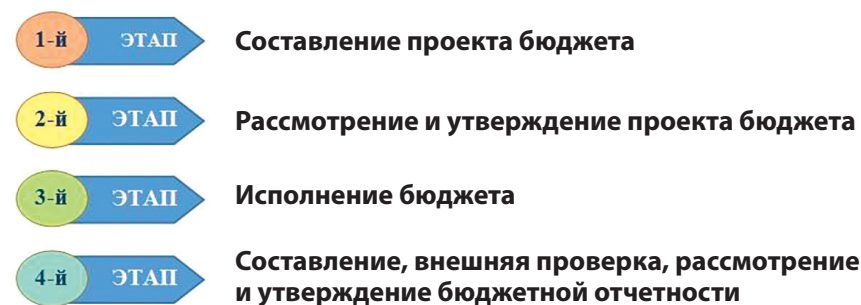 1-й ЭТАП Составление проекта бюджета
2-й ЭТАП Рассмотрение и утверждение проекта бюджета
3-й ЭТАП Исполнение бюджета
4-й ЭТАП Составление, внешняя проверка, рассмотрение
и утверждение бюджетной отчетности